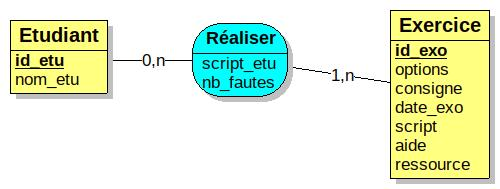 Etudiant
id_etu
nom_etu
0,n
Réaliser
script_etu
nb_fautes
1,n
Exercice
id_exo
options
consigne
date_exo
script
aide
ressource